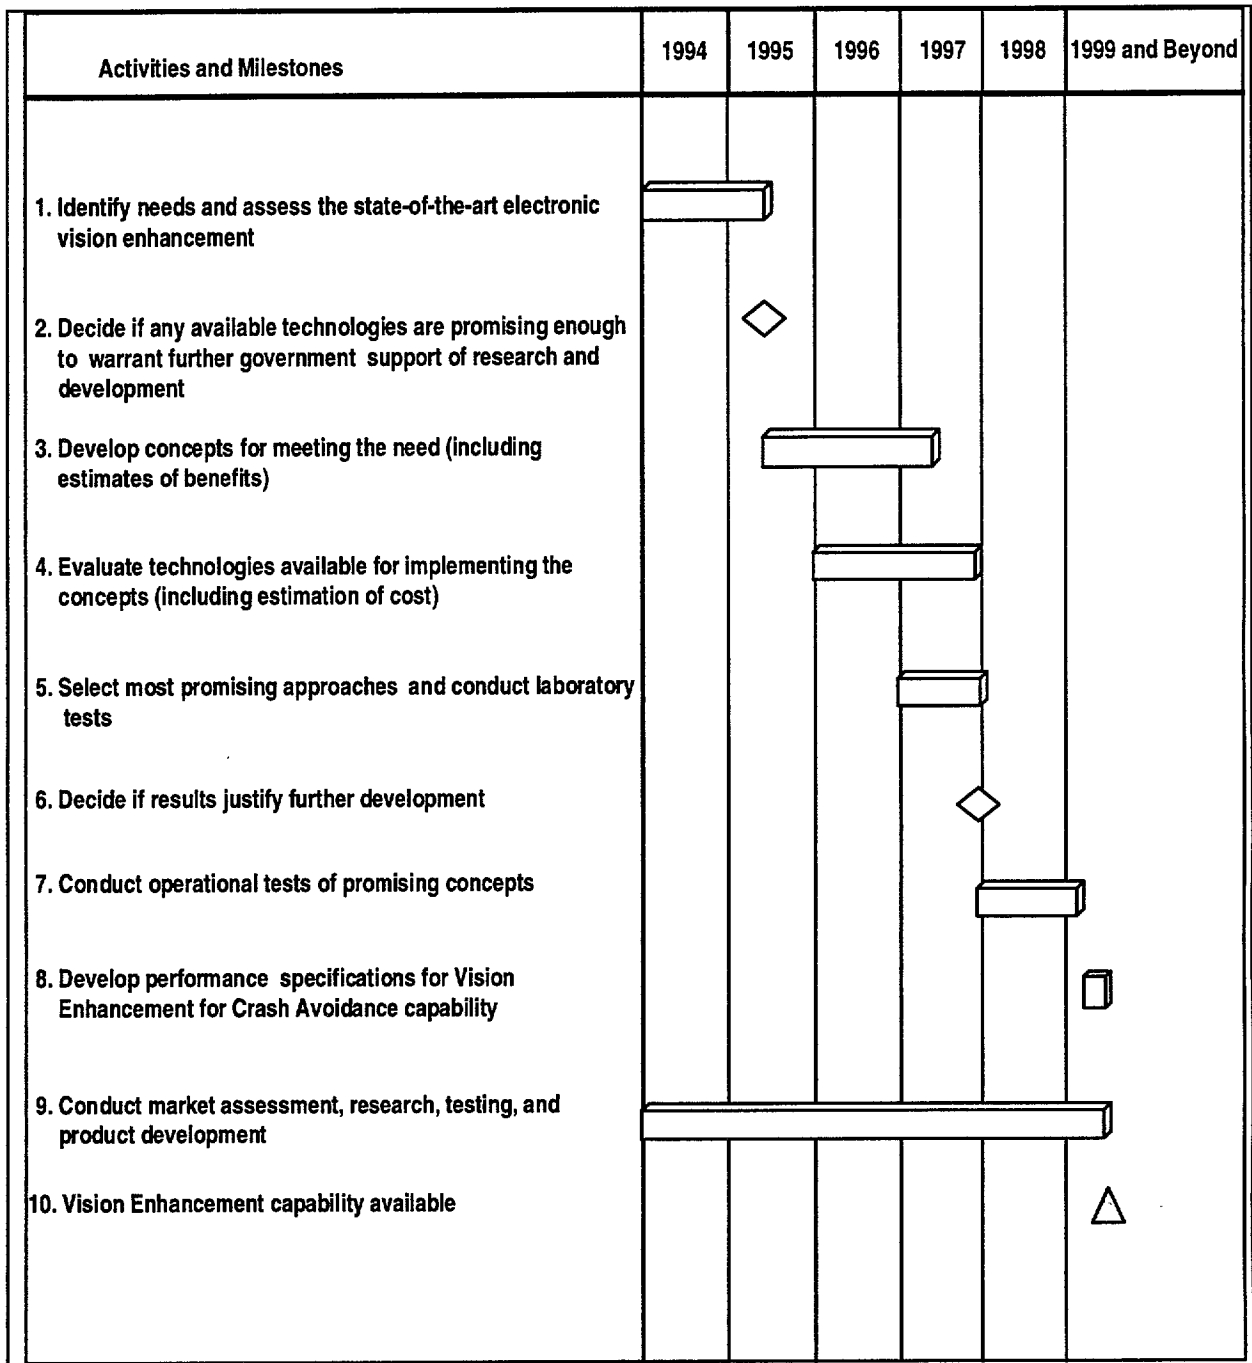 Activities and Milestones
1994 1995 1996 1997 1998 1999 and Beyond
1. Identify needs and assess the state-of-the-art electronic
vision enhancement
2. Decide if any available technologies are promising enough
to warrant further government support of research and
development
3. Develop concepts for meeting the need (including
estimates of benefits)
4. Evaluate technologies available for implementing the
concepts (including estimation of cost)
5. Select most promising approaches and conduct laboratory
tests
6. Decide if results justify further development
7. Conduct operational tests of promising concepts
8. Develop performance specifications for Vision
Enhancement for Crash Avoidance capability
9. Conduct market assessment, research, testing, and
product development
10. Vision Enhancement capability available